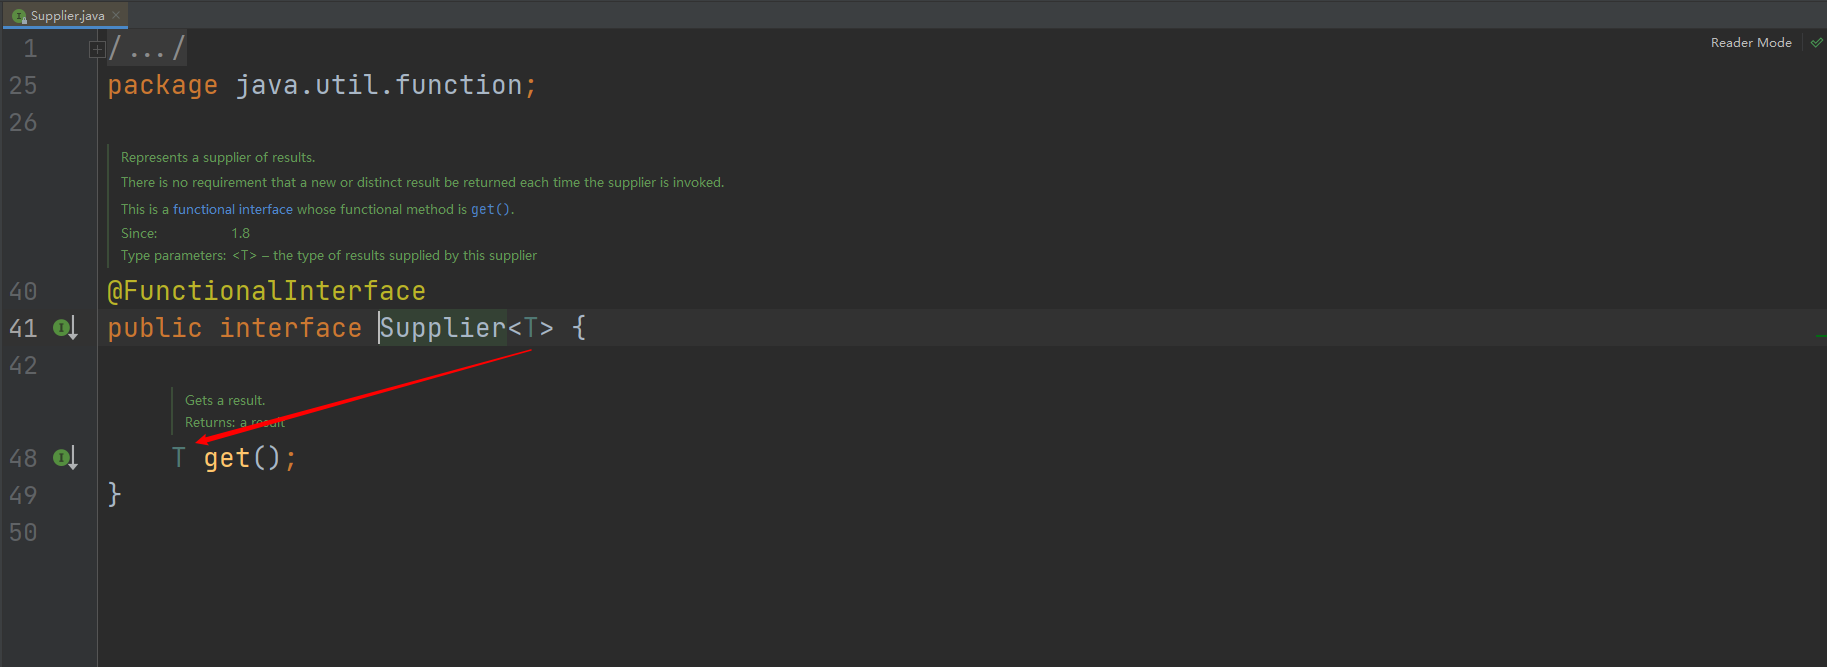 Supplier.java
Reader Mode
1 /.../
25 package java.util.function;
26
Represents a supplier of results.
There is no requirement that a new or distinct result be returned each time the supplier is invoked.
This is a functional interface whose functional method is get().
Since: 1.8
Type parameters: <T> – the type of results supplied by this supplier
40 @FunctionalInterface
41 public interface Supplier<T> {
42
Gets a result.
Returns: a result
48 T get();
49 }
50